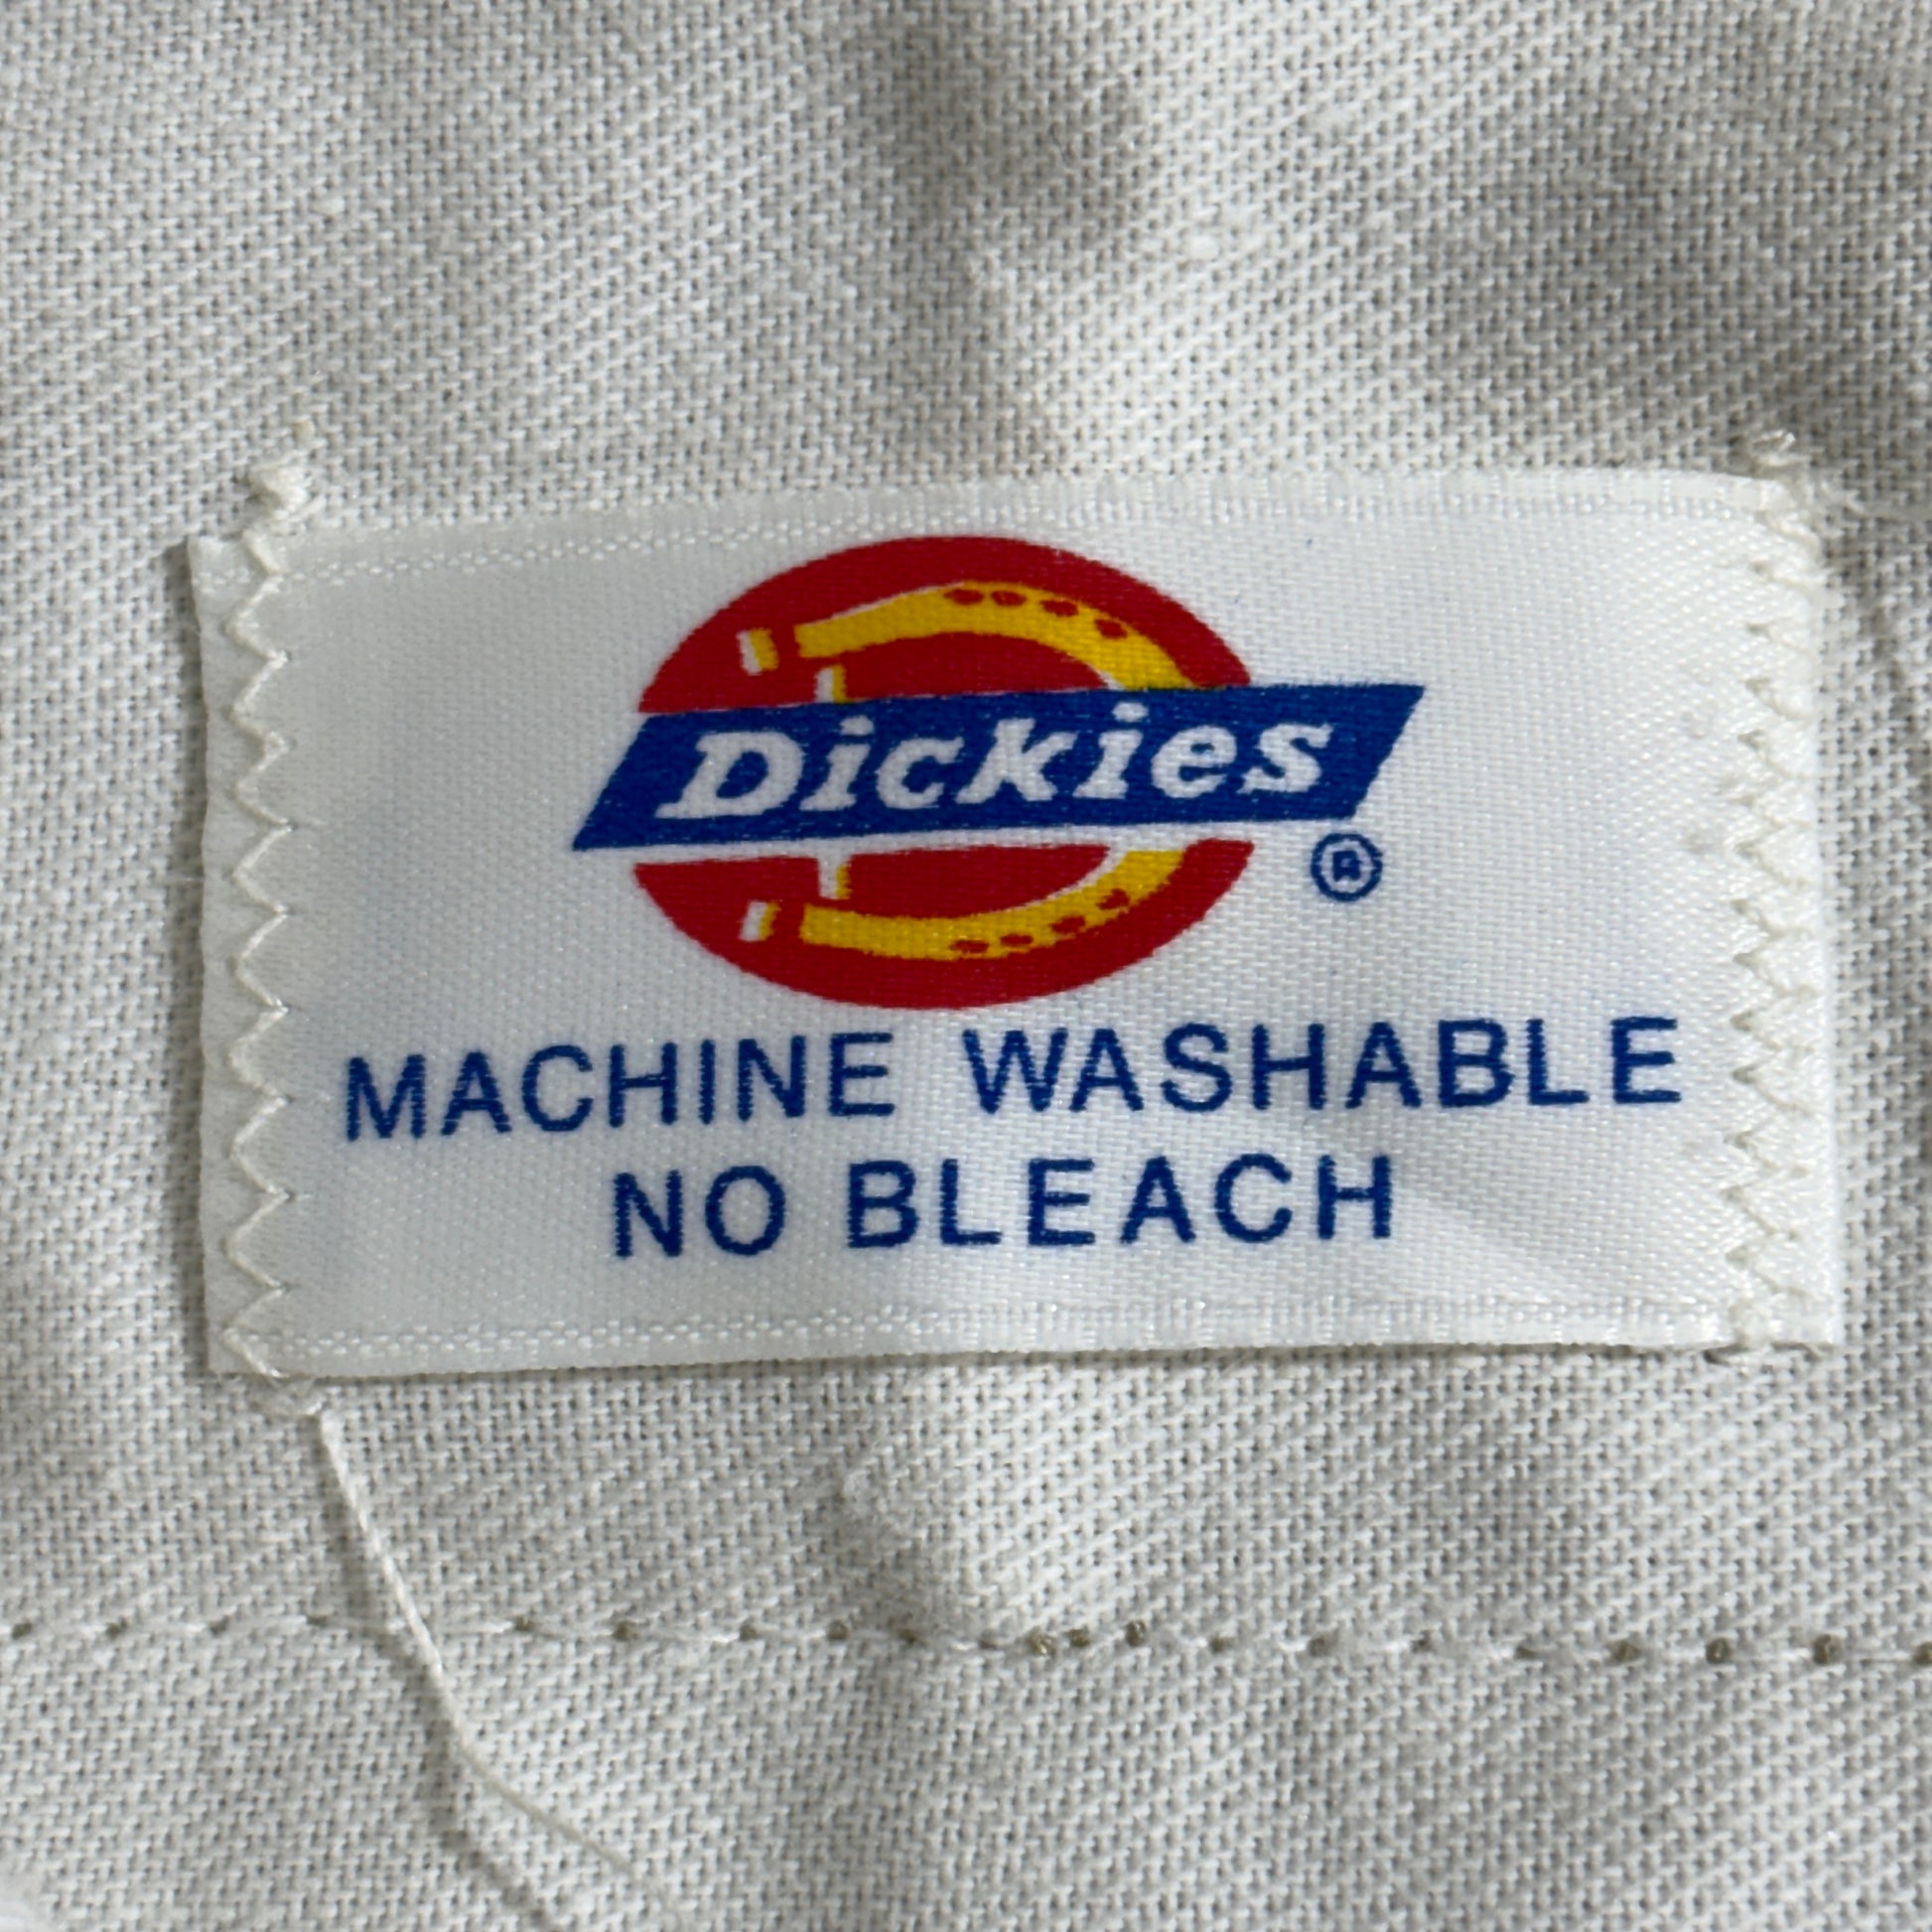 Dickies
®
MACHINE WASHABLE
NO BLEACH